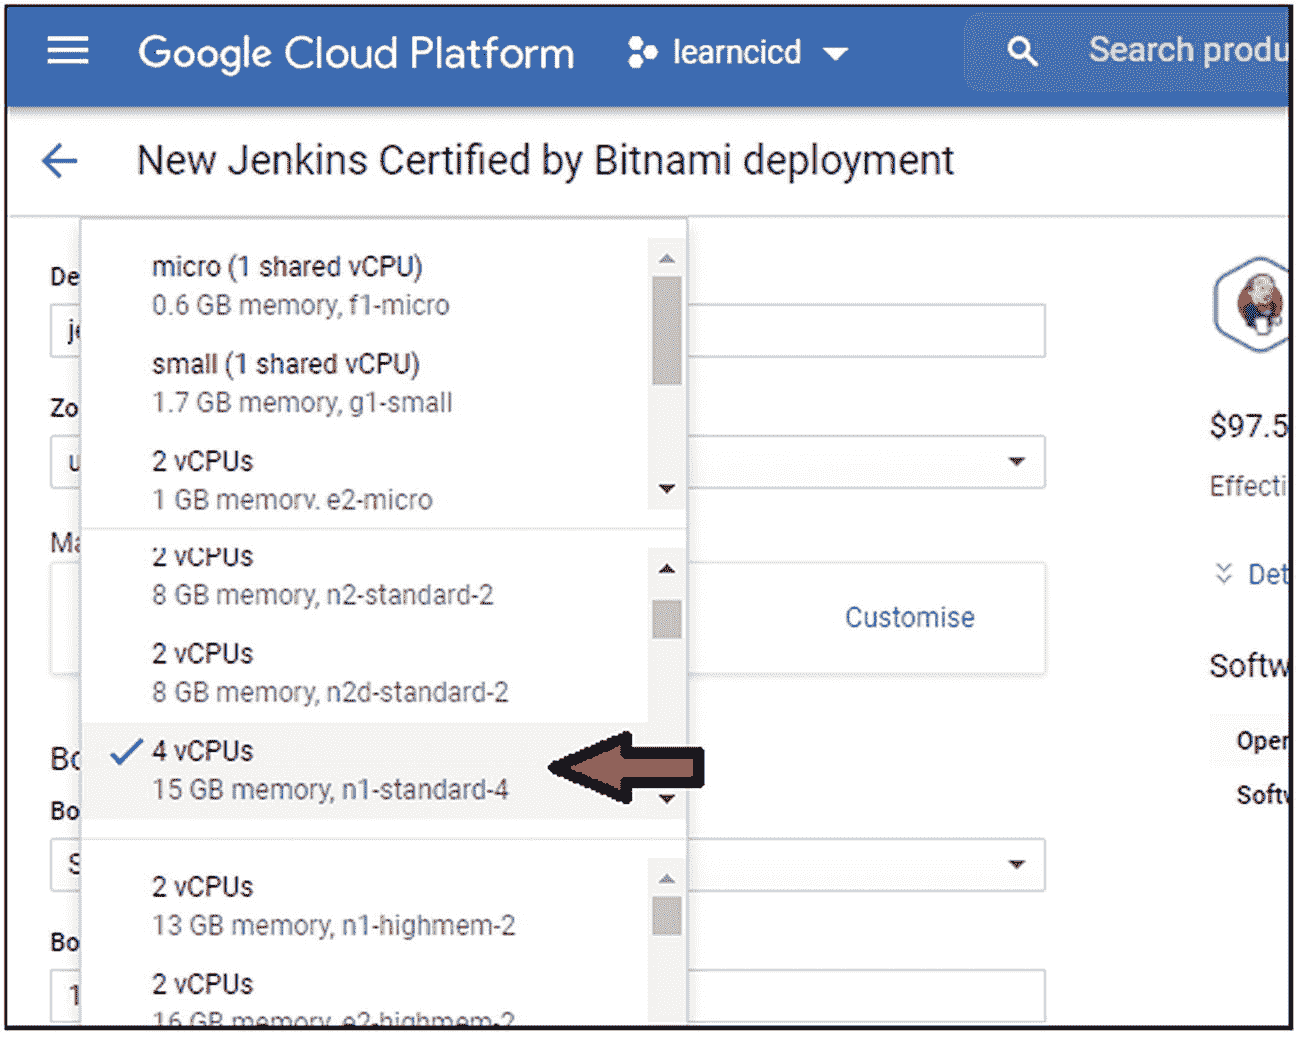 Google Cloud Platform learncicd Search produ
New Jenkins Certified by Bitnami deployment
De
micro (1 shared vCPU)
0.6 GB memory, f1-micro
small (1 shared vCPU)
1.7 GB memory, g1-small
Zo
2 vCPUs
1 GB memory, e2-micro
$97.5
Effecti
Ma
2 vCPUs
8 GB memory, n2-standard-2
Det
Customise
2 vCPUs
8 GB memory, n2d-standard-2
Softw
4 vCPUs
15 GB memory, n1-standard-4
Oper
Softw
Bo
Bo
S
2 vCPUs
13 GB memory, n1-highmem-2
Bo
2 vCPUs
16 GB memory, e2-highmem-2
1